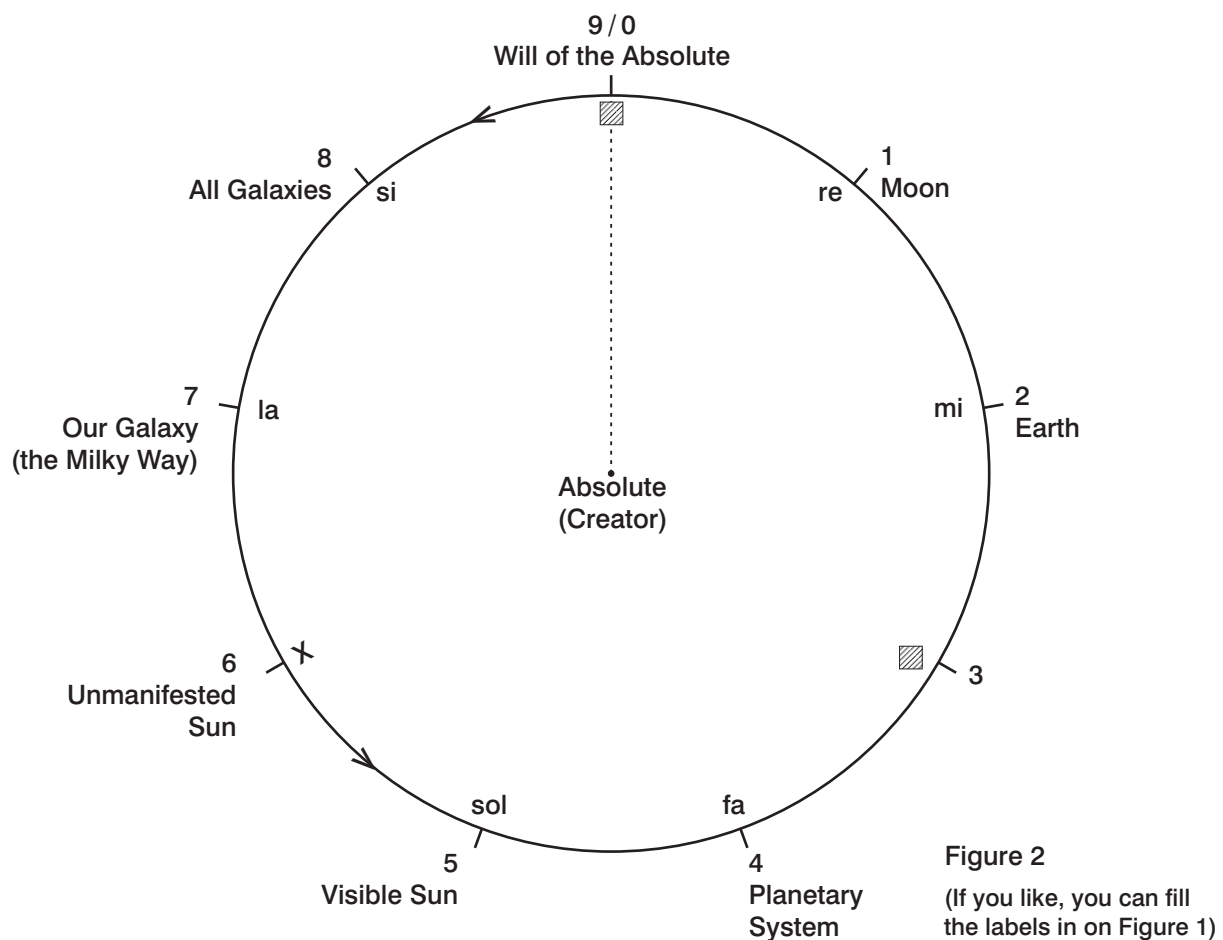 9 / 0
Will of the Absolute
8
All Galaxies
si
1
Moon
re
7
Our Galaxy
(the Milky Way)
la
mi
2
Earth
Absolute
(Creator)
6
Unmanifested
Sun
X
3
sol
5
Visible Sun
fa
4
Planetary
System
Figure 2
(If you like, you can fill
the labels in on Figure 1)